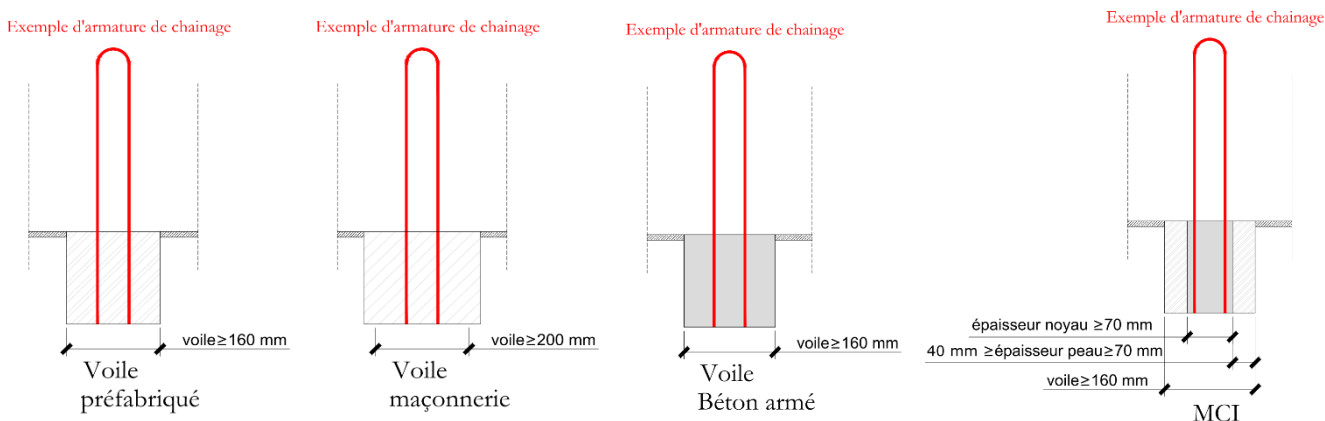 Exemple d'armature de chainage
voile≥160 mm
Voile
préfabriqué
Exemple d'armature de chainage
voile≥200 mm
Voile
maçonnerie
Exemple d'armature de chainage
voile≥160 mm
Voile
Béton armé
Exemple d'armature de chainage
épaisseur noyau ≥70 mm
40 mm ≥épaisseur peau≥70 mm
voile≥160 mm
MCI